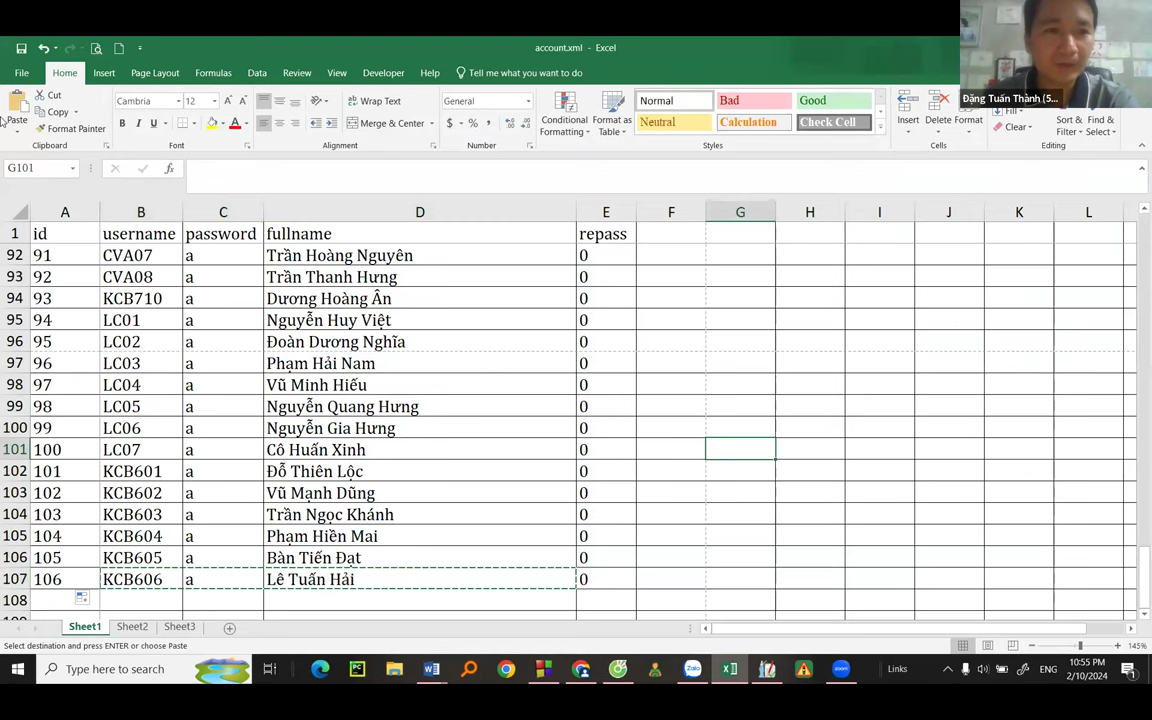 account.xml - Excel
File Home Insert Page Layout Formulas Data Review View Developer Help Tell me what you want to do
Đăng Tuấn Thành (5...
Paste
Cut
Copy
Format Painter
Clipboard
Cambria 12
B I U
Font
Wrap Text
Merge & Center
Alignment
General
$ % ,
Number
Conditional Formatting
Format as Table
Normal Bad Good
Neutral Calculation Check Cell
Styles
Insert Delete Format
Cells
Fill
Clear
Sort & Filter
Find & Select
Editing
G101
fx
A B C D E F G H I J K L
1 id username password fullname repass
92 91 CVA07 a Trần Hoàng Nguyên 0
93 92 CVA08 a Trần Thanh Hưng 0
94 93 KCB710 a Dương Hoàng Ân 0
95 94 LC01 a Nguyễn Huy Việt 0
96 95 LC02 a Đoàn Dương Nghĩa 0
97 96 LC03 a Phạm Hải Nam 0
98 97 LC04 a Vũ Minh Hiếu 0
99 98 LC05 a Nguyễn Quang Hưng 0
100 99 LC06 a Nguyễn Gia Hưng 0
101 100 LC07 a Cô Huấn Xinh 0
102 101 KCB601 a Đỗ Thiên Lộc 0
103 102 KCB602 a Vũ Mạnh Dũng 0
104 103 KCB603 a Trần Ngọc Khánh 0
105 104 KCB604 a Phạm Hiền Mai 0
106 105 KCB605 a Bàn Tiến Đạt 0
107 106 KCB606 a Lê Tuấn Hải 0
108
Sheet1 Sheet2 Sheet3
Select destination and press ENTER or choose Paste
145%
Type here to search
Links
ENG
10:55 PM
2/10/2024